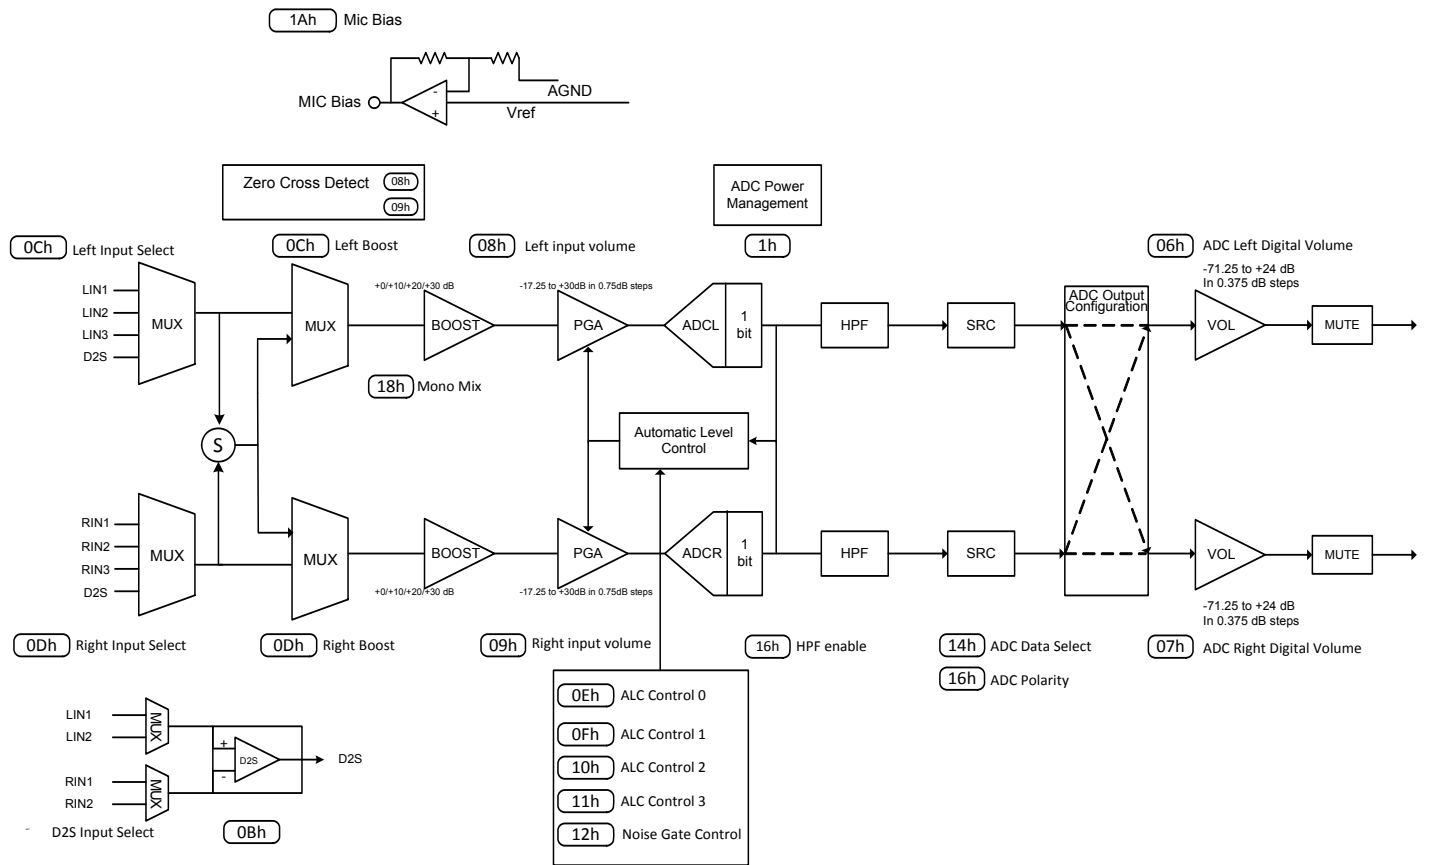 1Ah Mic Bias
AGND
MIC Bias
-
+
Vref
Zero Cross Detect 08h
09h
ADC Power
Management
0Ch Left Input Select
0Ch Left Boost
08h Left input volume
1h
06h ADC Left Digital Volume
-71.25 to +24 dB
In 0.375 dB steps
LIN1
LIN2
LIN3
D2S
MUX
MUX
+0/+10/+20/+30 dB
BOOST
-17.25 to +30dB in 0.75dB steps
PGA
ADCL
1
bit
HPF
SRC
ADC Output
Configuration
VOL
MUTE
18h Mono Mix
S
Automatic Level
Control
RIN1
RIN2
RIN3
D2S
MUX
MUX
BOOST
+0/+10/+20/+30 dB
PGA
-17.25 to +30dB in 0.75dB steps
ADCR
1
bit
HPF
SRC
VOL
MUTE
-71.25 to +24 dB
In 0.375 dB steps
0Dh Right Input Select
0Dh Right Boost
09h Right input volume
16h HPF enable
14h ADC Data Select
16h ADC Polarity
07h ADC Right Digital Volume
0Eh ALC Control 0
0Fh ALC Control 1
10h ALC Control 2
11h ALC Control 3
12h Noise Gate Control
LIN1
LIN2
MUX
RIN1
RIN2
MUX
+
D2S
-
D2S
- D2S Input Select 0Bh